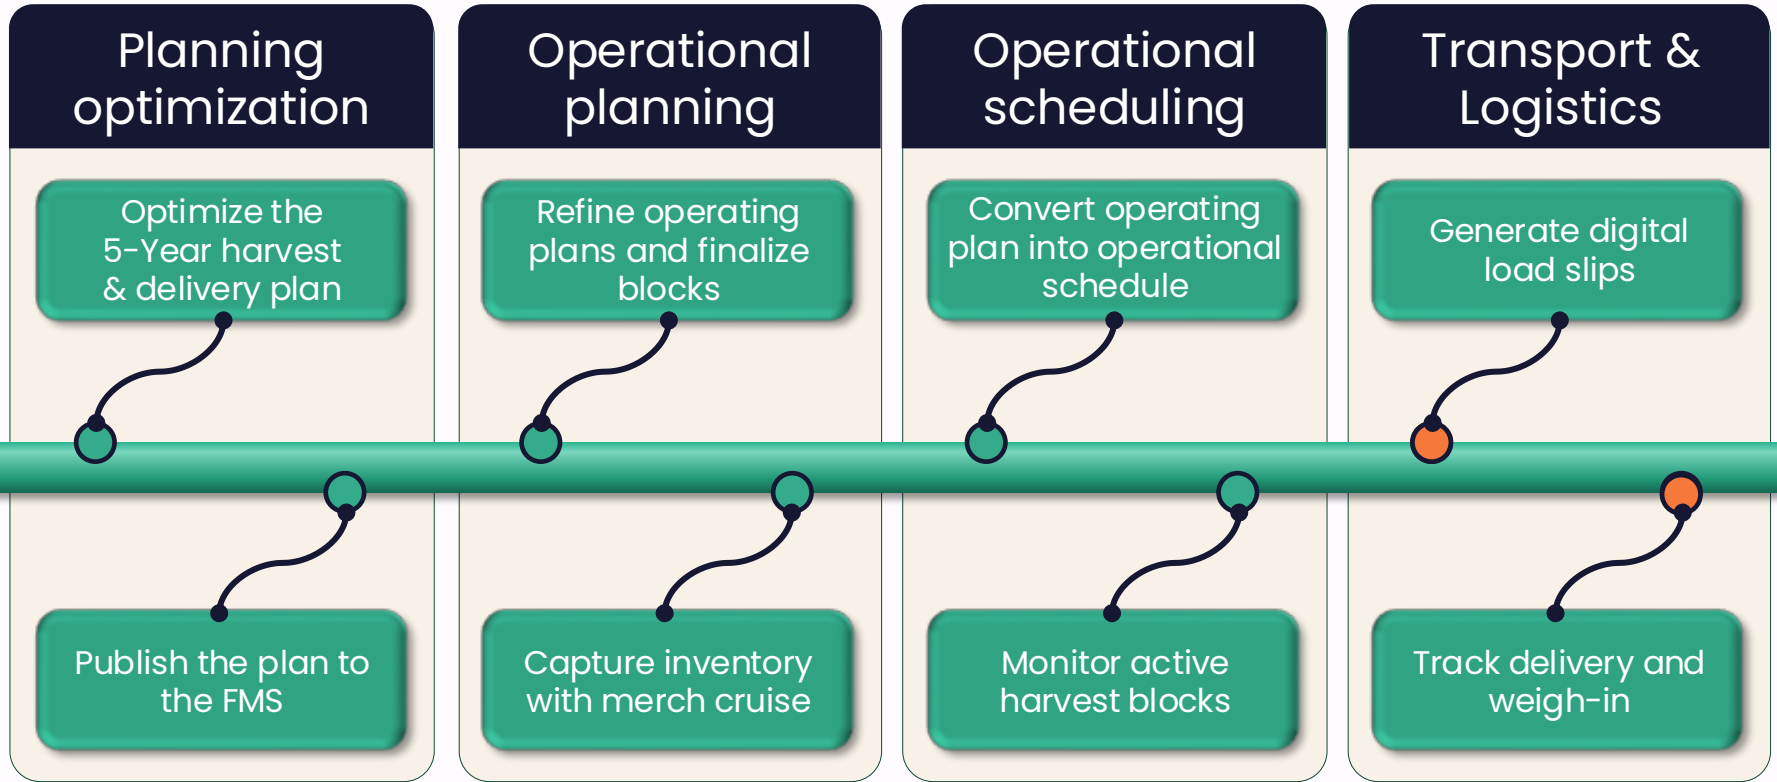 Planning
optimization
Operational
planning
Operational
scheduling
Transport &
Logistics
Optimize the
5-Year harvest
& delivery plan
Refine operating
plans and finalize
blocks
Convert operating
plan into operational
schedule
Generate digital
load slips
Publish the plan to
the FMS
Capture inventory
with merch cruise
Monitor active
harvest blocks
Track delivery and
weigh-in